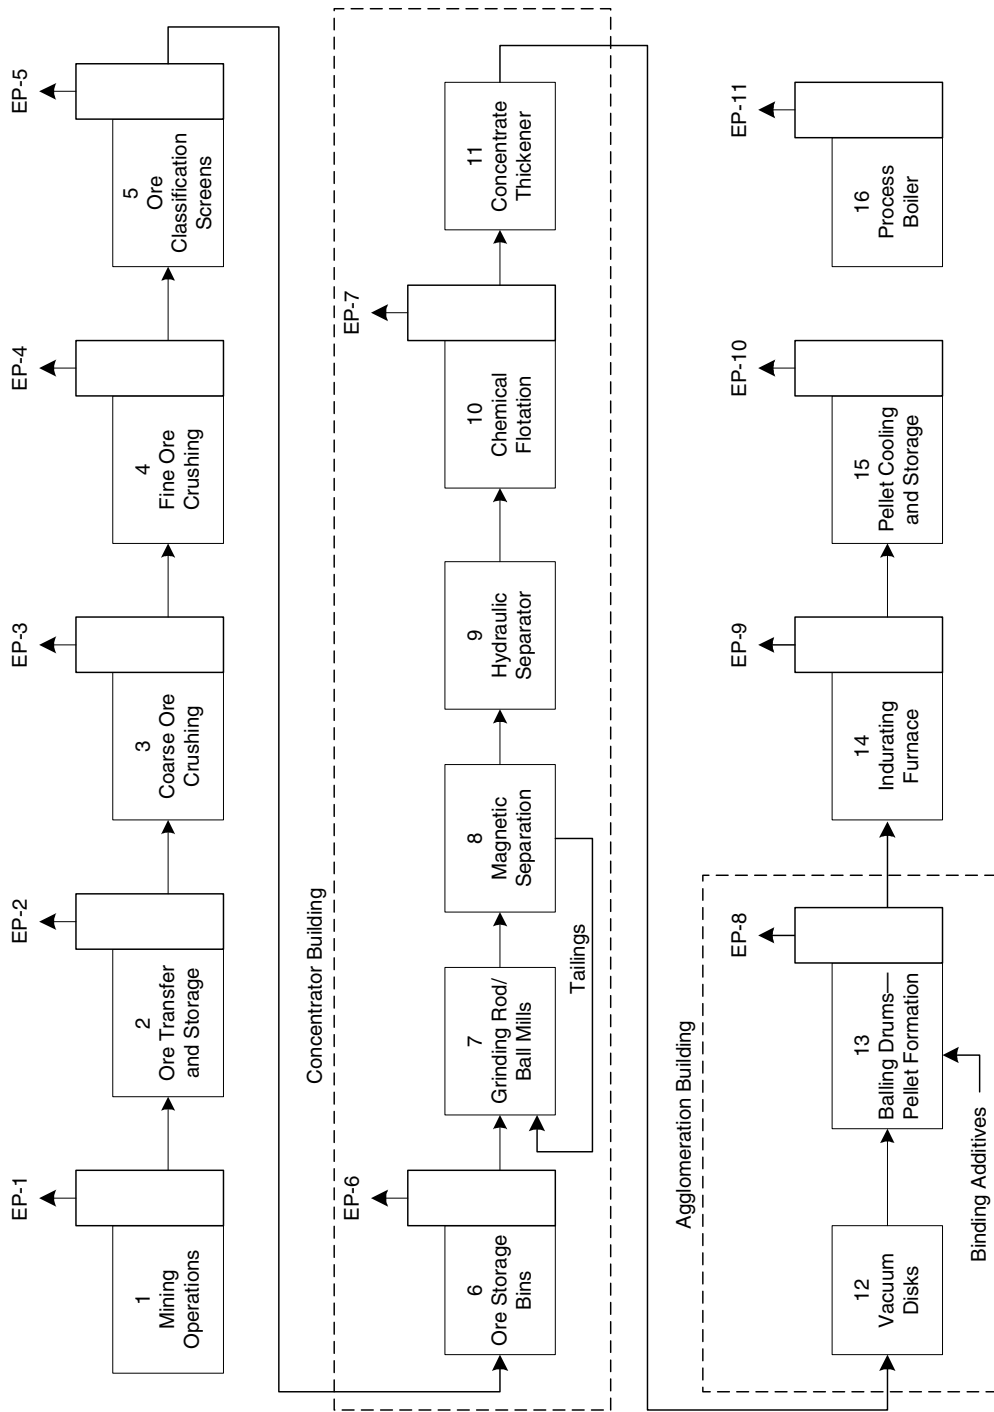 EP-1
EP-2
EP-3
EP-4
EP-5
1
Mining
Operations
2
Ore Transfer
and Storage
3
Coarse Ore
Crushing
4
Fine Ore
Crushing
5
Ore
Classification
Screens
Concentrator Building
EP-6
EP-7
6
Ore Storage
Bins
7
Grinding Rod/
Ball Mills
8
Magnetic
Separation
9
Hydraulic
Separator
10
Chemical
Flotation
11
Concentrate
Thickener
Tailings
Agglomeration Building
EP-8
EP-9
EP-10
EP-11
12
Vacuum
Disks
13
Balling Drums—
Pellet Formation
14
Indurating
Furnace
15
Pellet Cooling
and Storage
16
Process
Boiler
Binding Additives